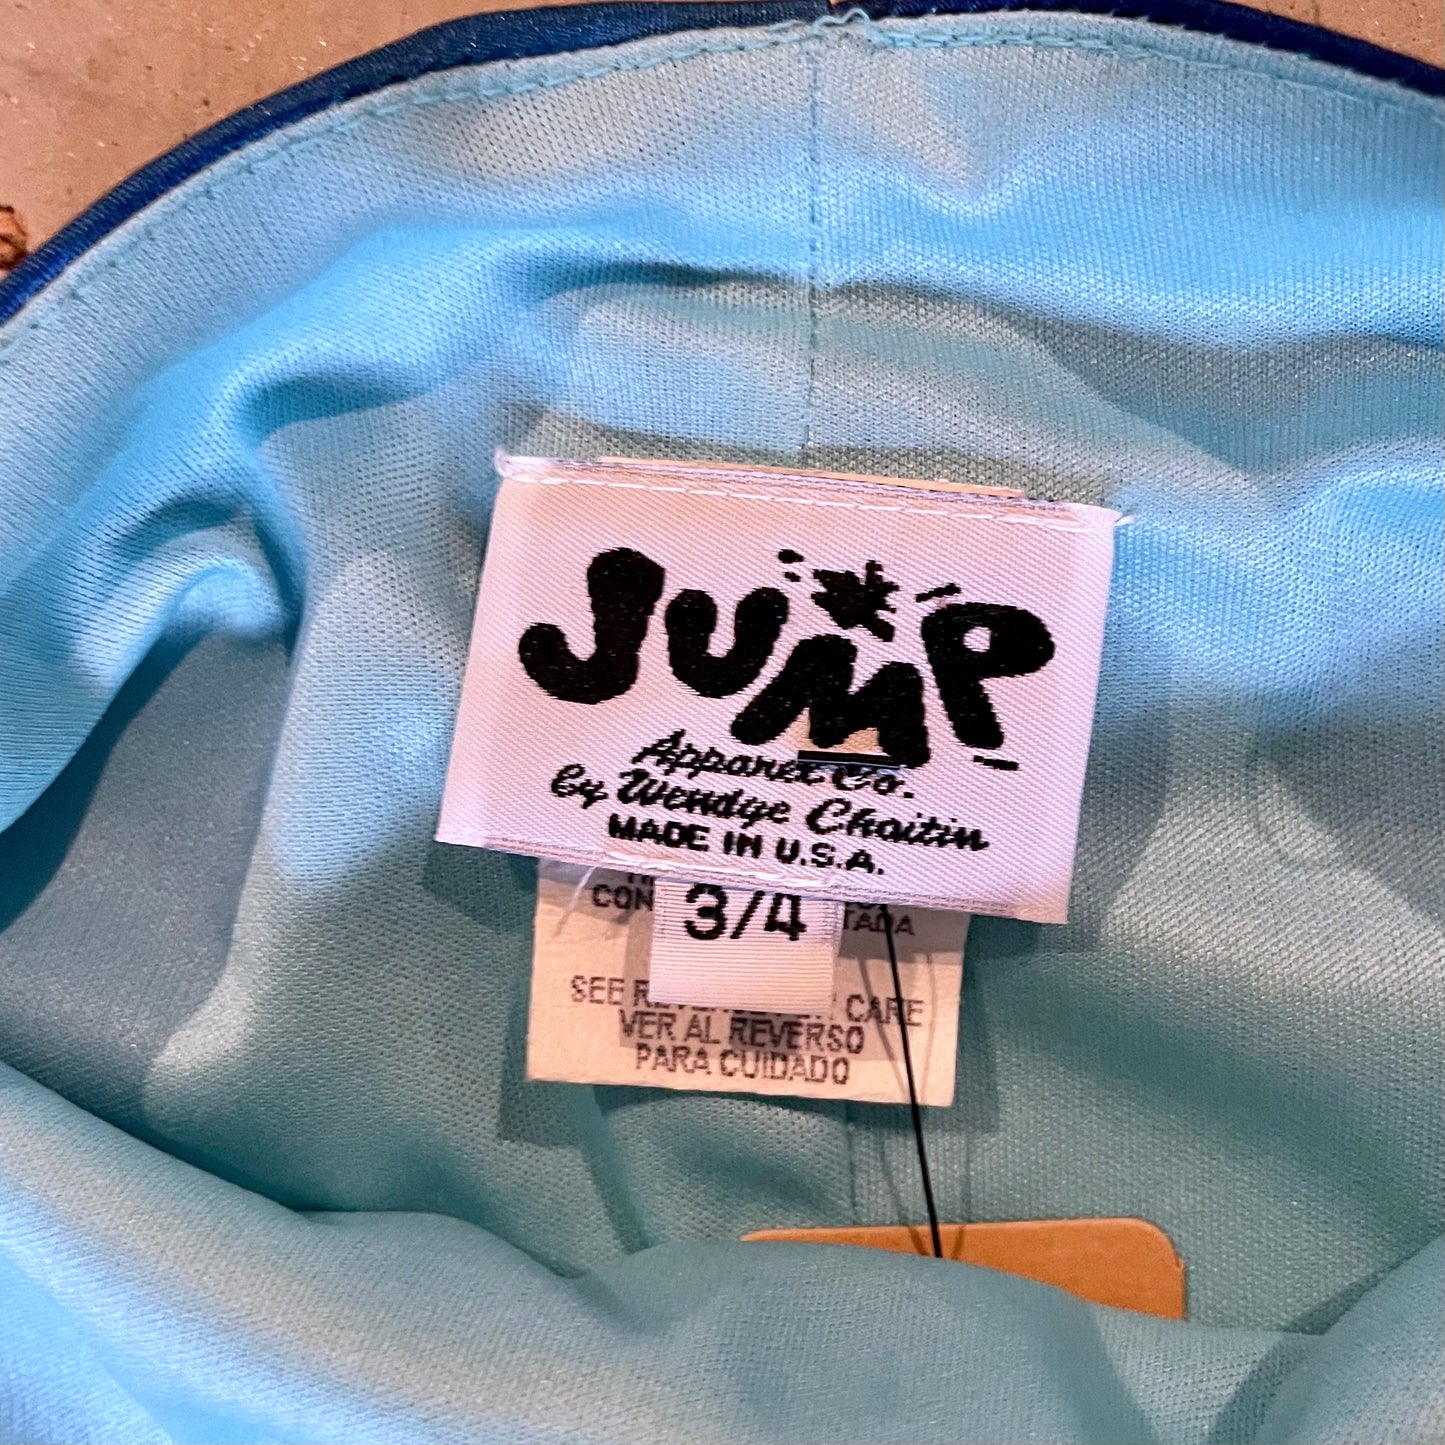 JUMP
Apparel Co.
by Wendye Chaitin
MADE IN U.S.A.
3/4
SEE CARE
VER AL REVERSO
PARA CUIDADO